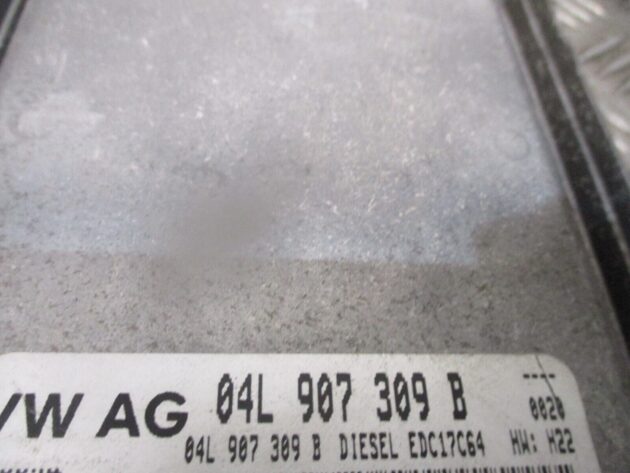 VW AG 04L 907 309 B ----
0020
04L 907 309 B DIESEL EDC17C64 HW: H22